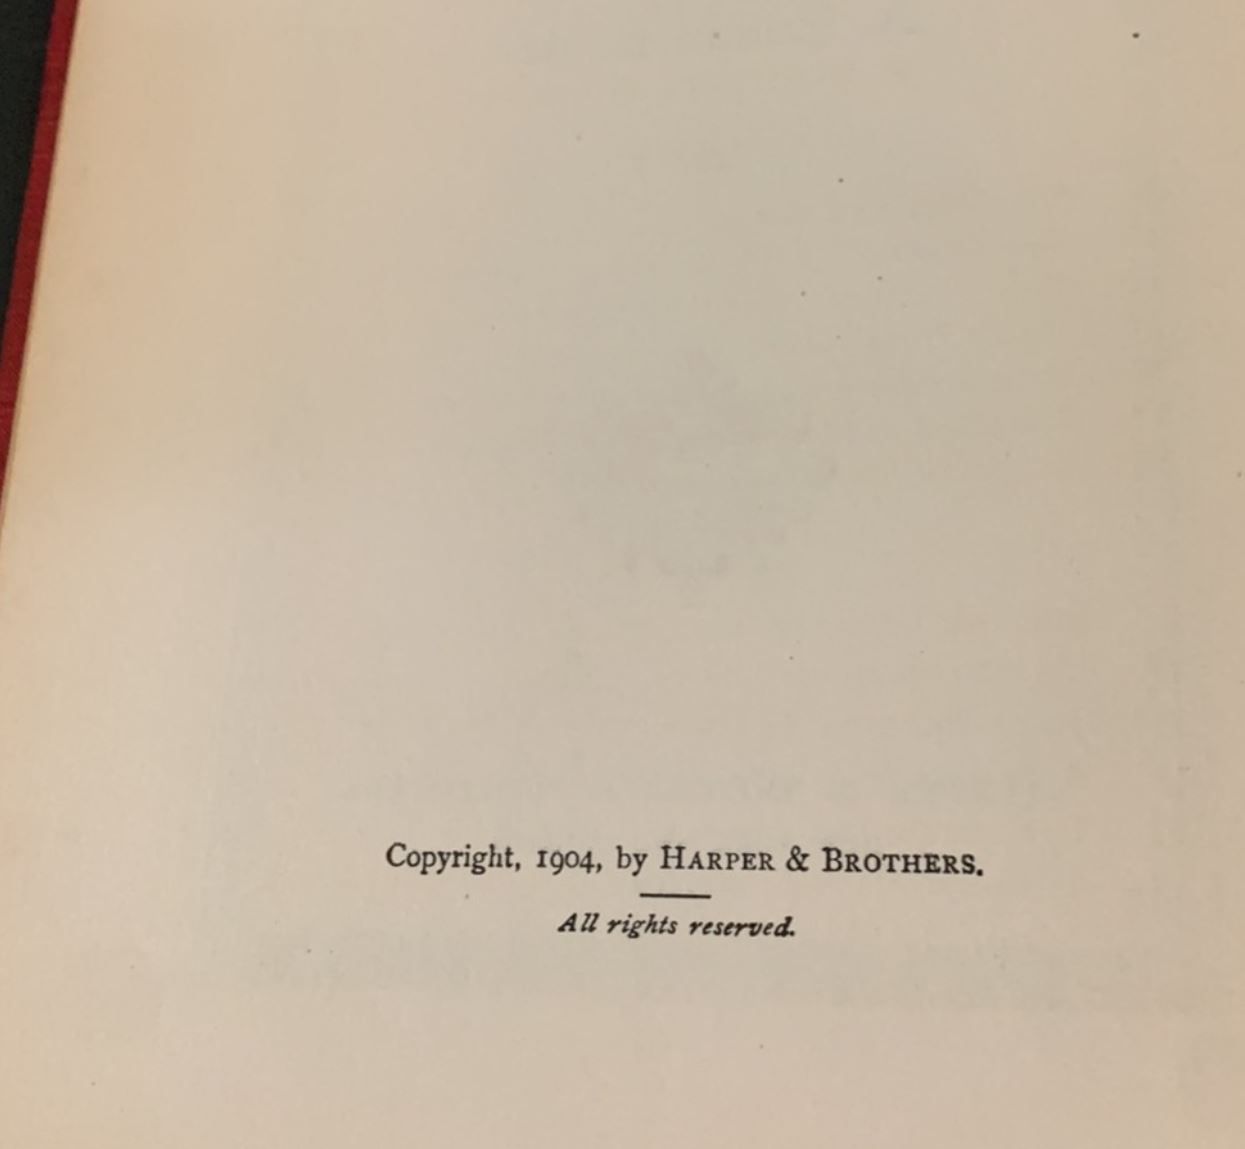 Copyright, 1904, by HARPER & BROTHERS.
All rights reserved.